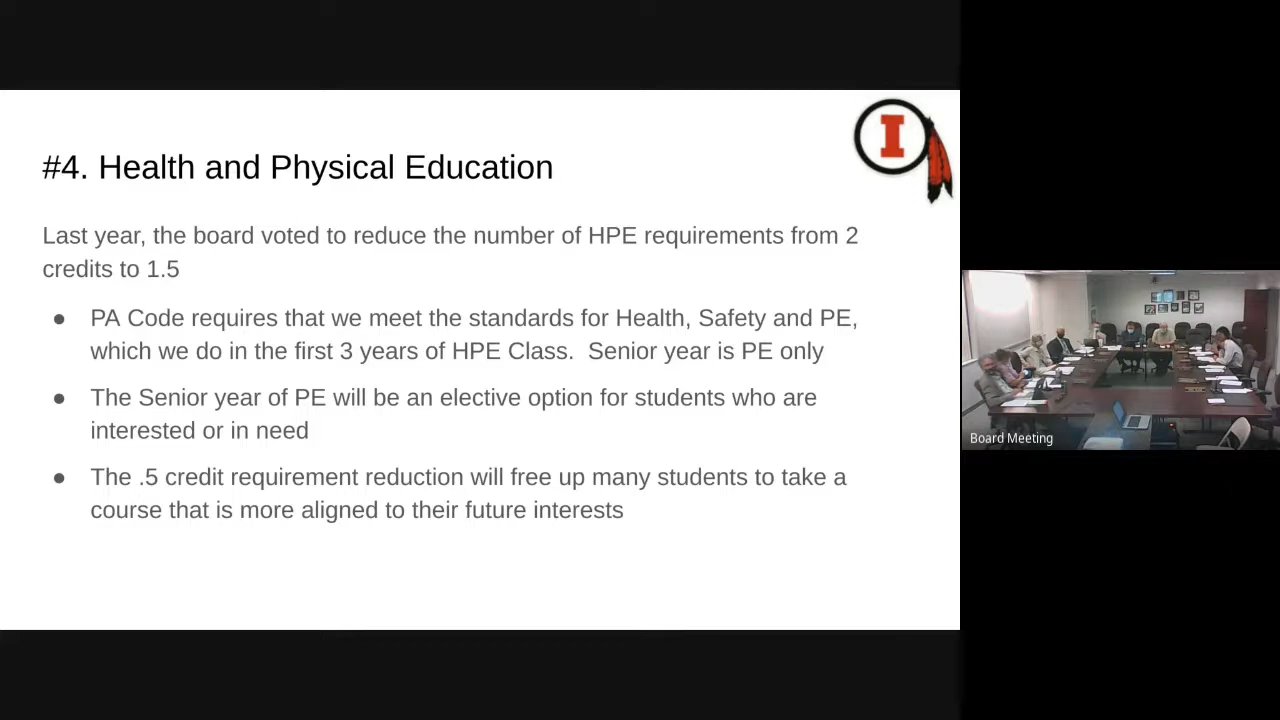 I
#4. Health and Physical Education
Last year, the board voted to reduce the number of HPE requirements from 2
credits to 1.5
● PA Code requires that we meet the standards for Health, Safety and PE,
which we do in the first 3 years of HPE Class.  Senior year is PE only
● The Senior year of PE will be an elective option for students who are
interested or in need
● The .5 credit requirement reduction will free up many students to take a
course that is more aligned to their future interests
Board Meeting